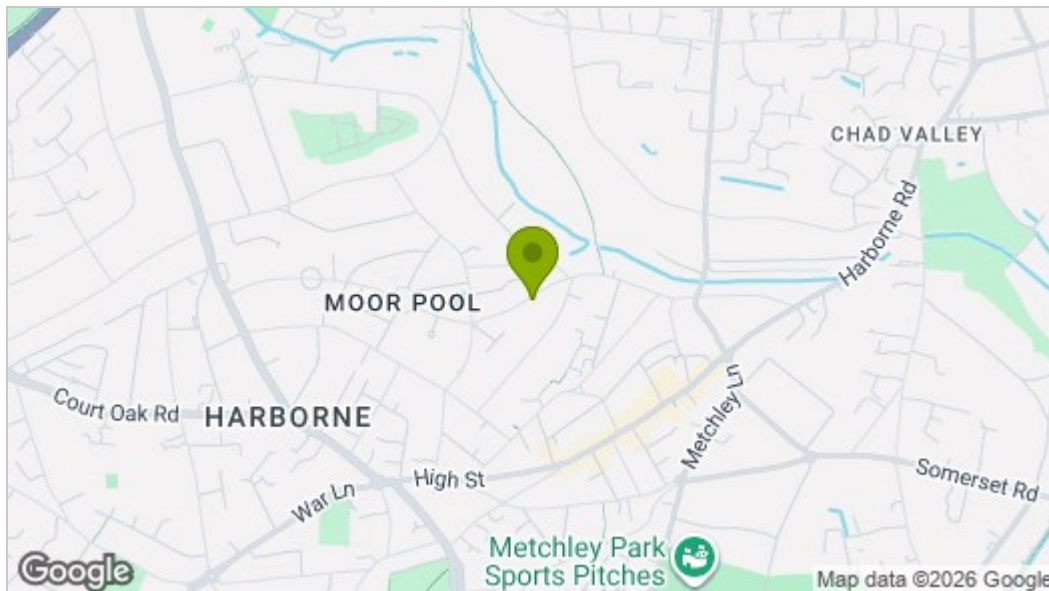 CHAD VALLEY
Harborne Rd
MOOR POOL
Court Oak Rd
HARBORNE
Metchley Ln
High St
War Ln
Somerset Rd
Metchley Park
Sports Pitches
Google
Map data ©2026 Google